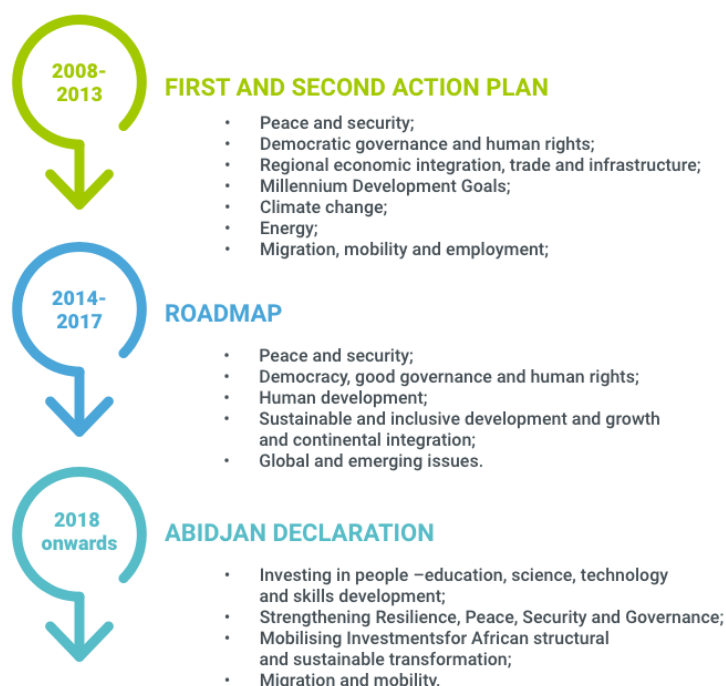 2008-
2013
FIRST AND SECOND ACTION PLAN
• Peace and security;
• Democratic governance and human rights;
• Regional economic integration, trade and infrastructure;
• Millennium Development Goals;
• Climate change;
• Energy;
• Migration, mobility and employment;
2014-
2017
ROADMAP
• Peace and security;
• Democracy, good governance and human rights;
• Human development;
• Sustainable and inclusive development and growth
and continental integration;
• Global and emerging issues.
2018
onwards
ABIDJAN DECLARATION
• Investing in people –education, science, technology
and skills development;
• Strengthening Resilience, Peace, Security and Governance;
• Mobilising Investmentsfor African structural
and sustainable transformation;
• Migration and mobility.